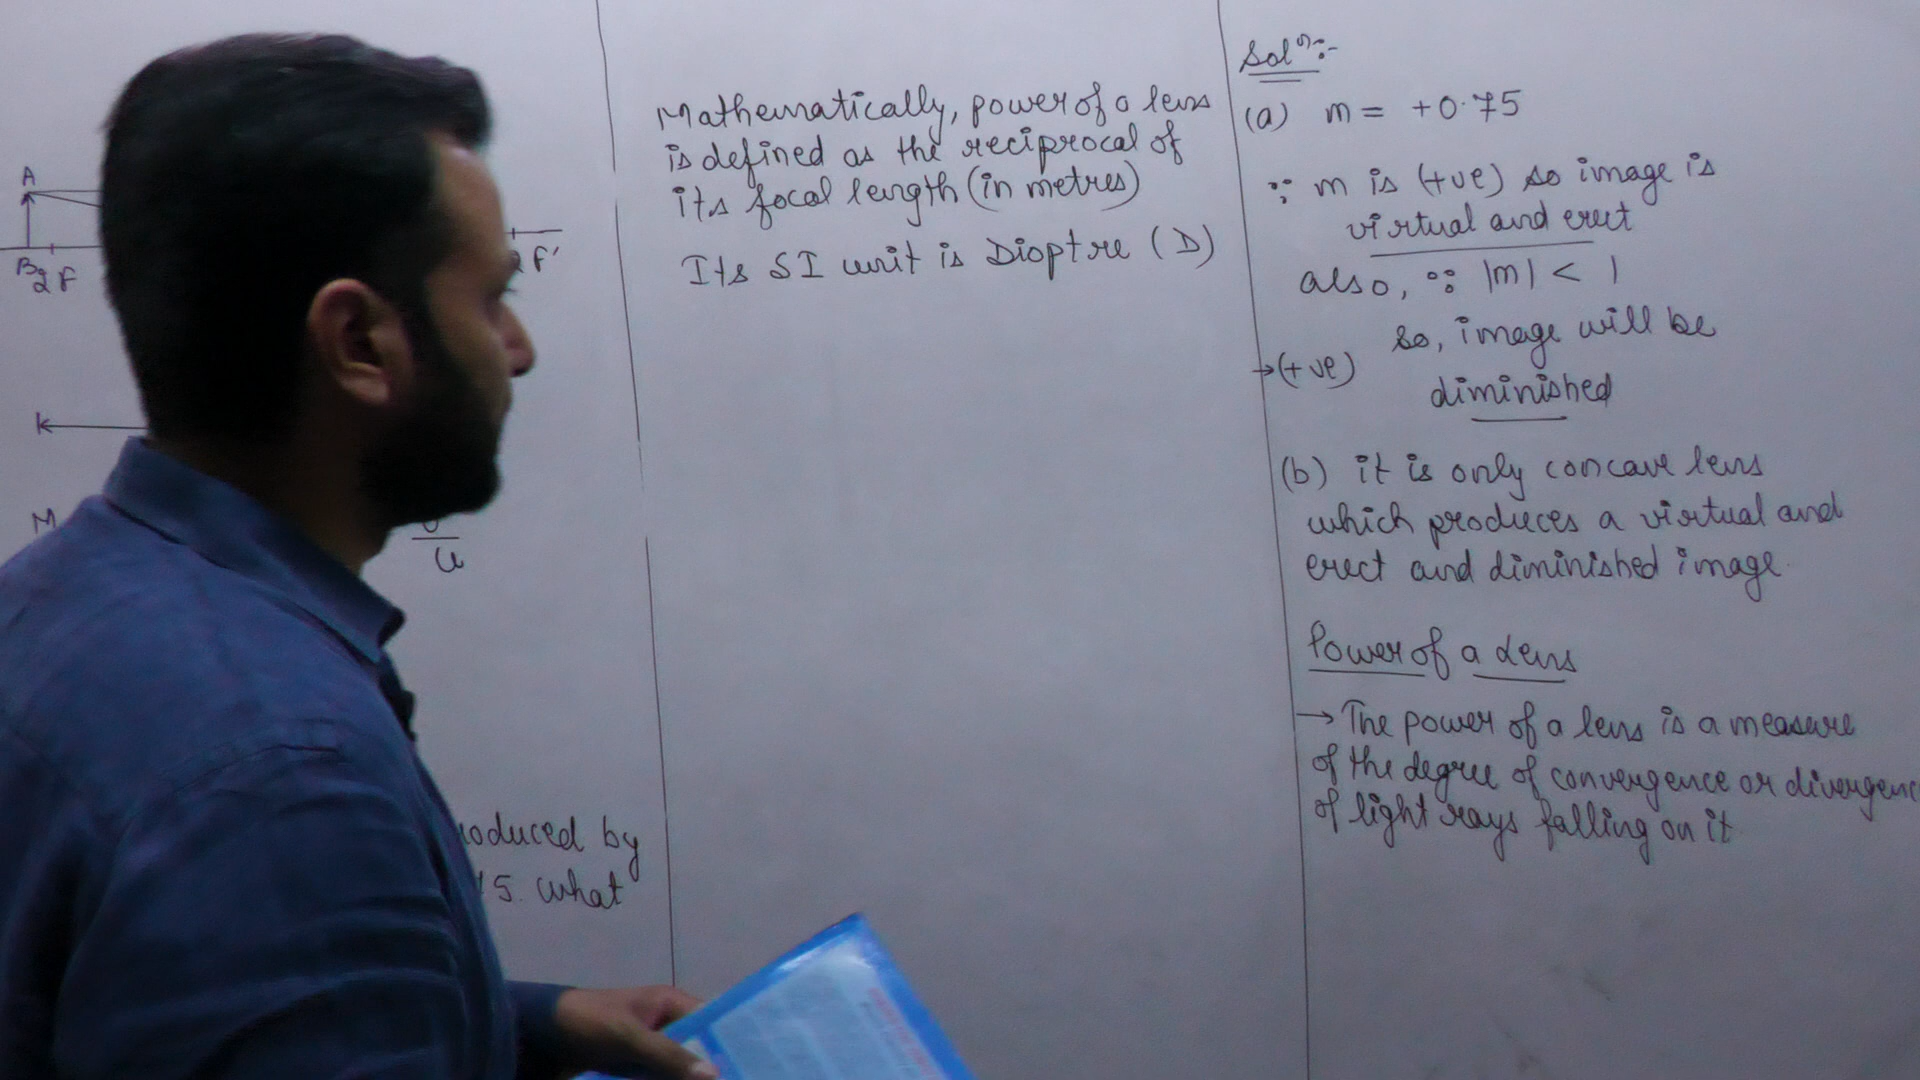 A
B 2F
2F'
M
u
roduced by
15. what
Mathematically, power of a lens
is defined as the reciprocal of
its focal length (in metres)
Its SI unit is Dioptre (D)
Solⁿ:-
(a) m = +0.75
∵ m is (+ve) so image is
virtual and erect
also, ∵ |m| < 1
so, image will be
→(+ve)
diminished
(b) it is only concave lens
which produces a virtual and
erect and diminished image.
Power of a Lens
→ The power of a lens is a measure
of the degree of convergence or divergenc
of light rays falling on it